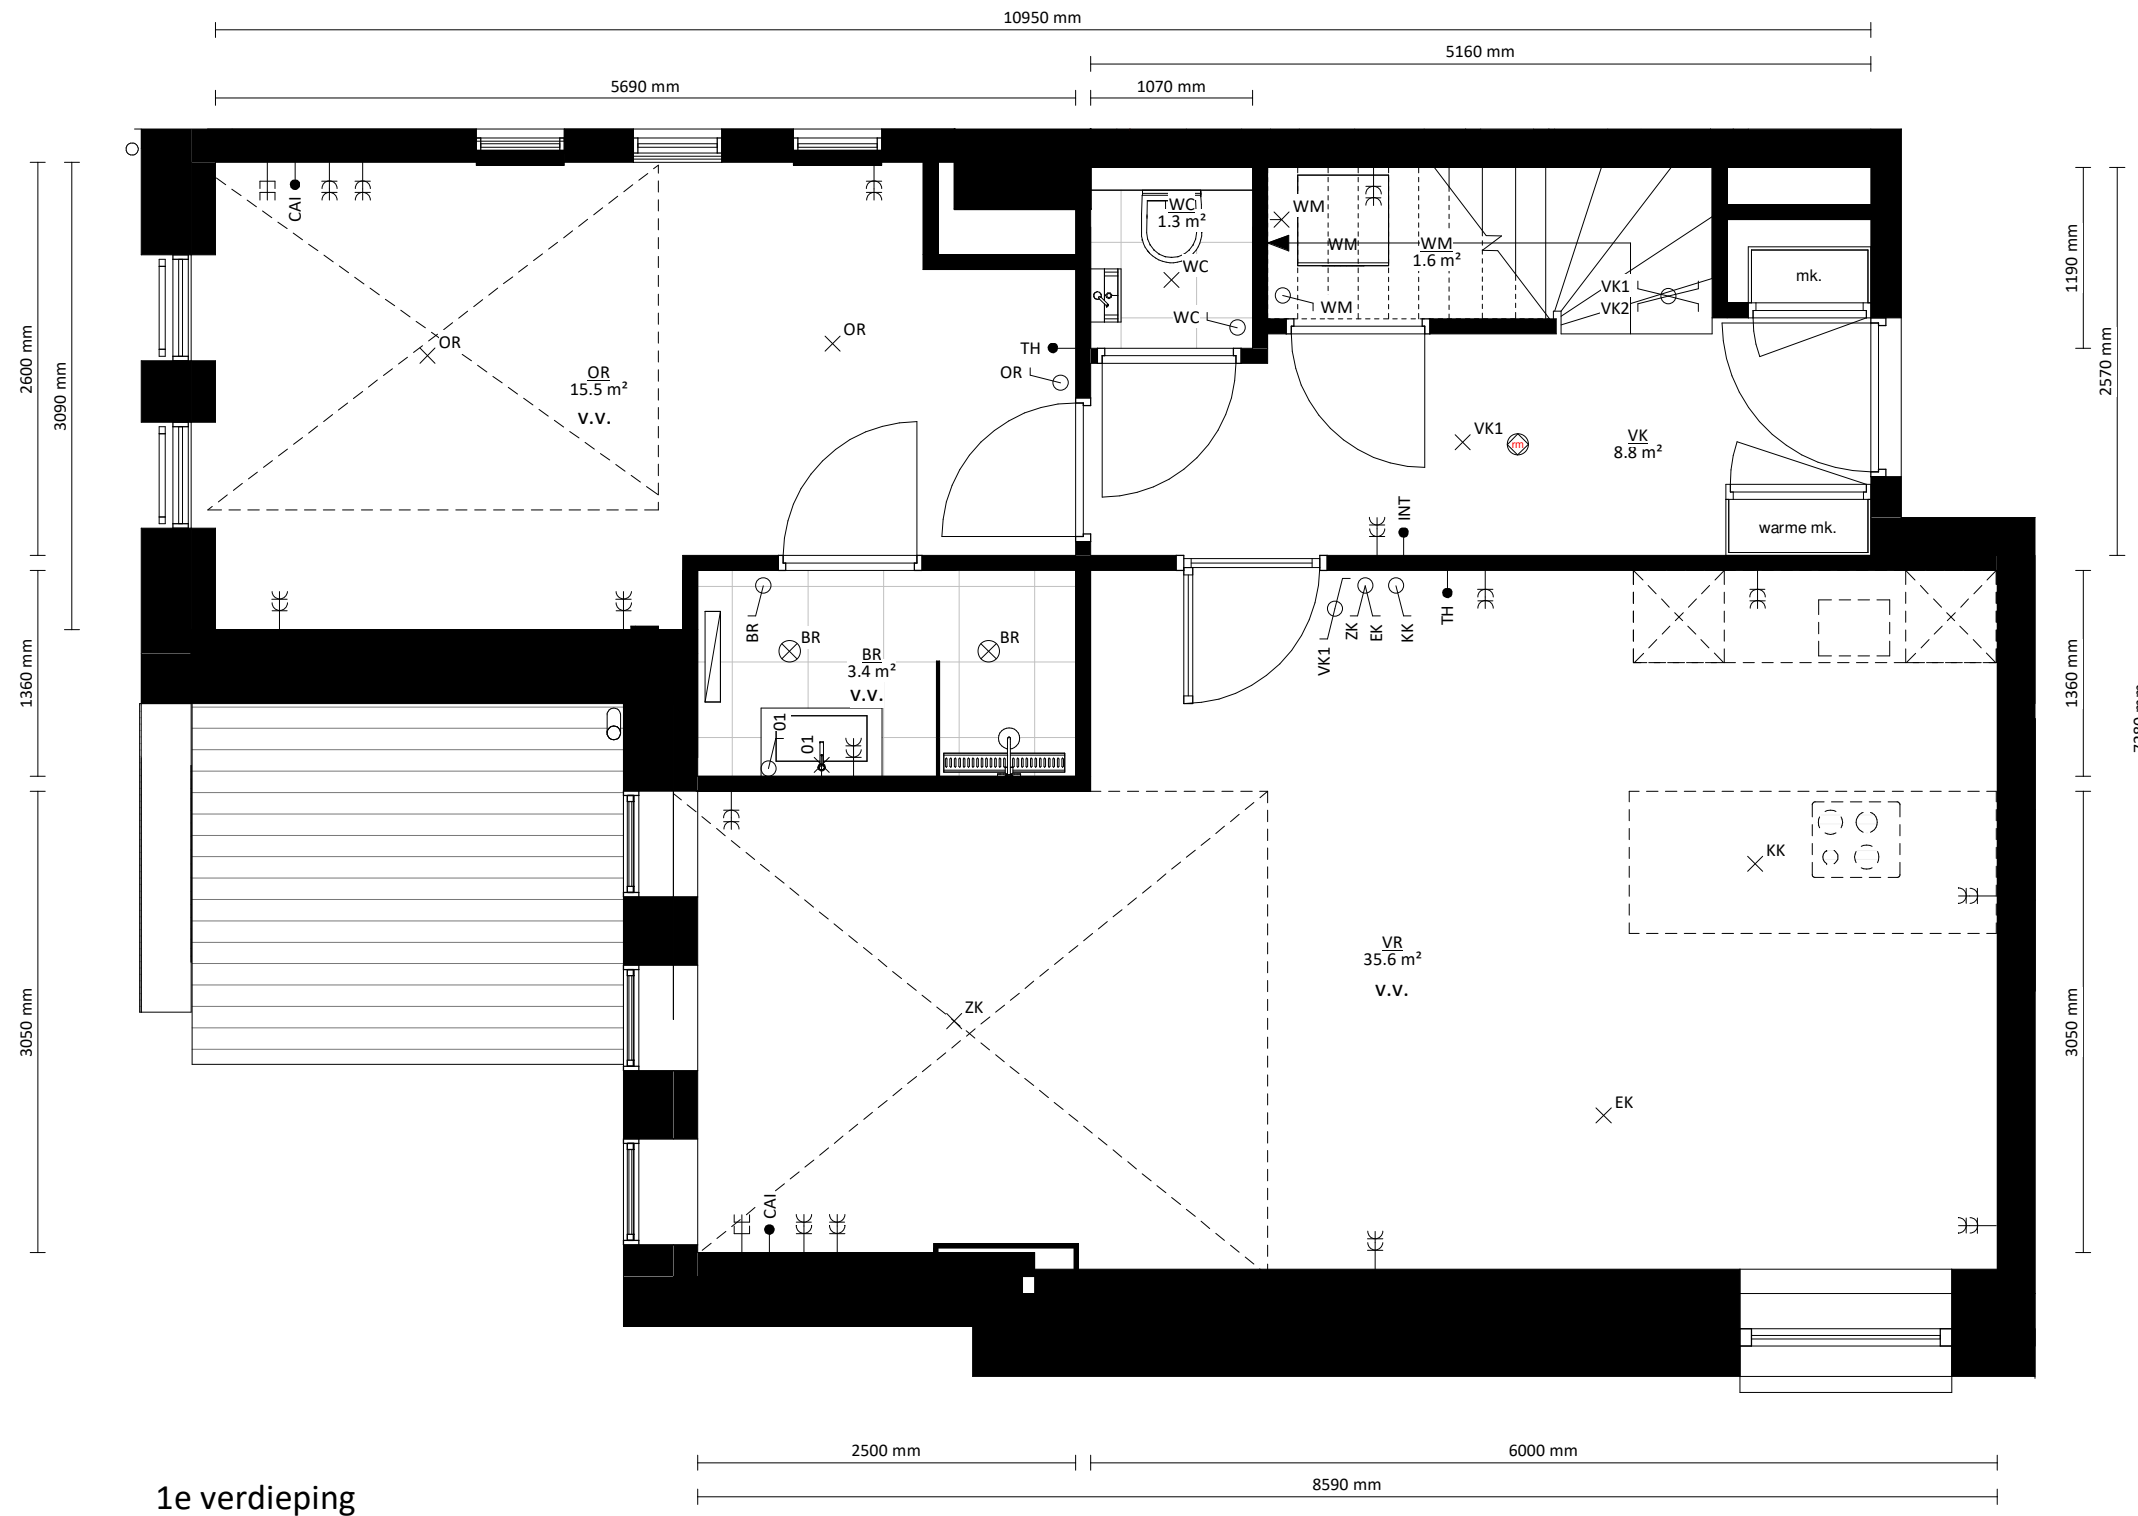 10950 mm
5160 mm
5690 mm
1070 mm
CAI
WC
1.3 m²
WC
WC
WM
WM
WM
1.6 m²
WM
VK1
VK2
mk.
1190 mm
2570 mm
2600 mm
3090 mm
OR
OR
OR
15.5 m²
v.v.
TH
OR
VK1
rm
VK
8.8 m²
INT
warme mk.
1360 mm
BR
BR
BR
3.4 m²
v.v.
BR
01
01
VK1
ZK
EK
KK
TH
1360 mm
7280 mm
KK
VR
35.6 m²
v.v.
ZK
3050 mm
3050 mm
EK
CAI
2500 mm
6000 mm
8590 mm
1e verdieping